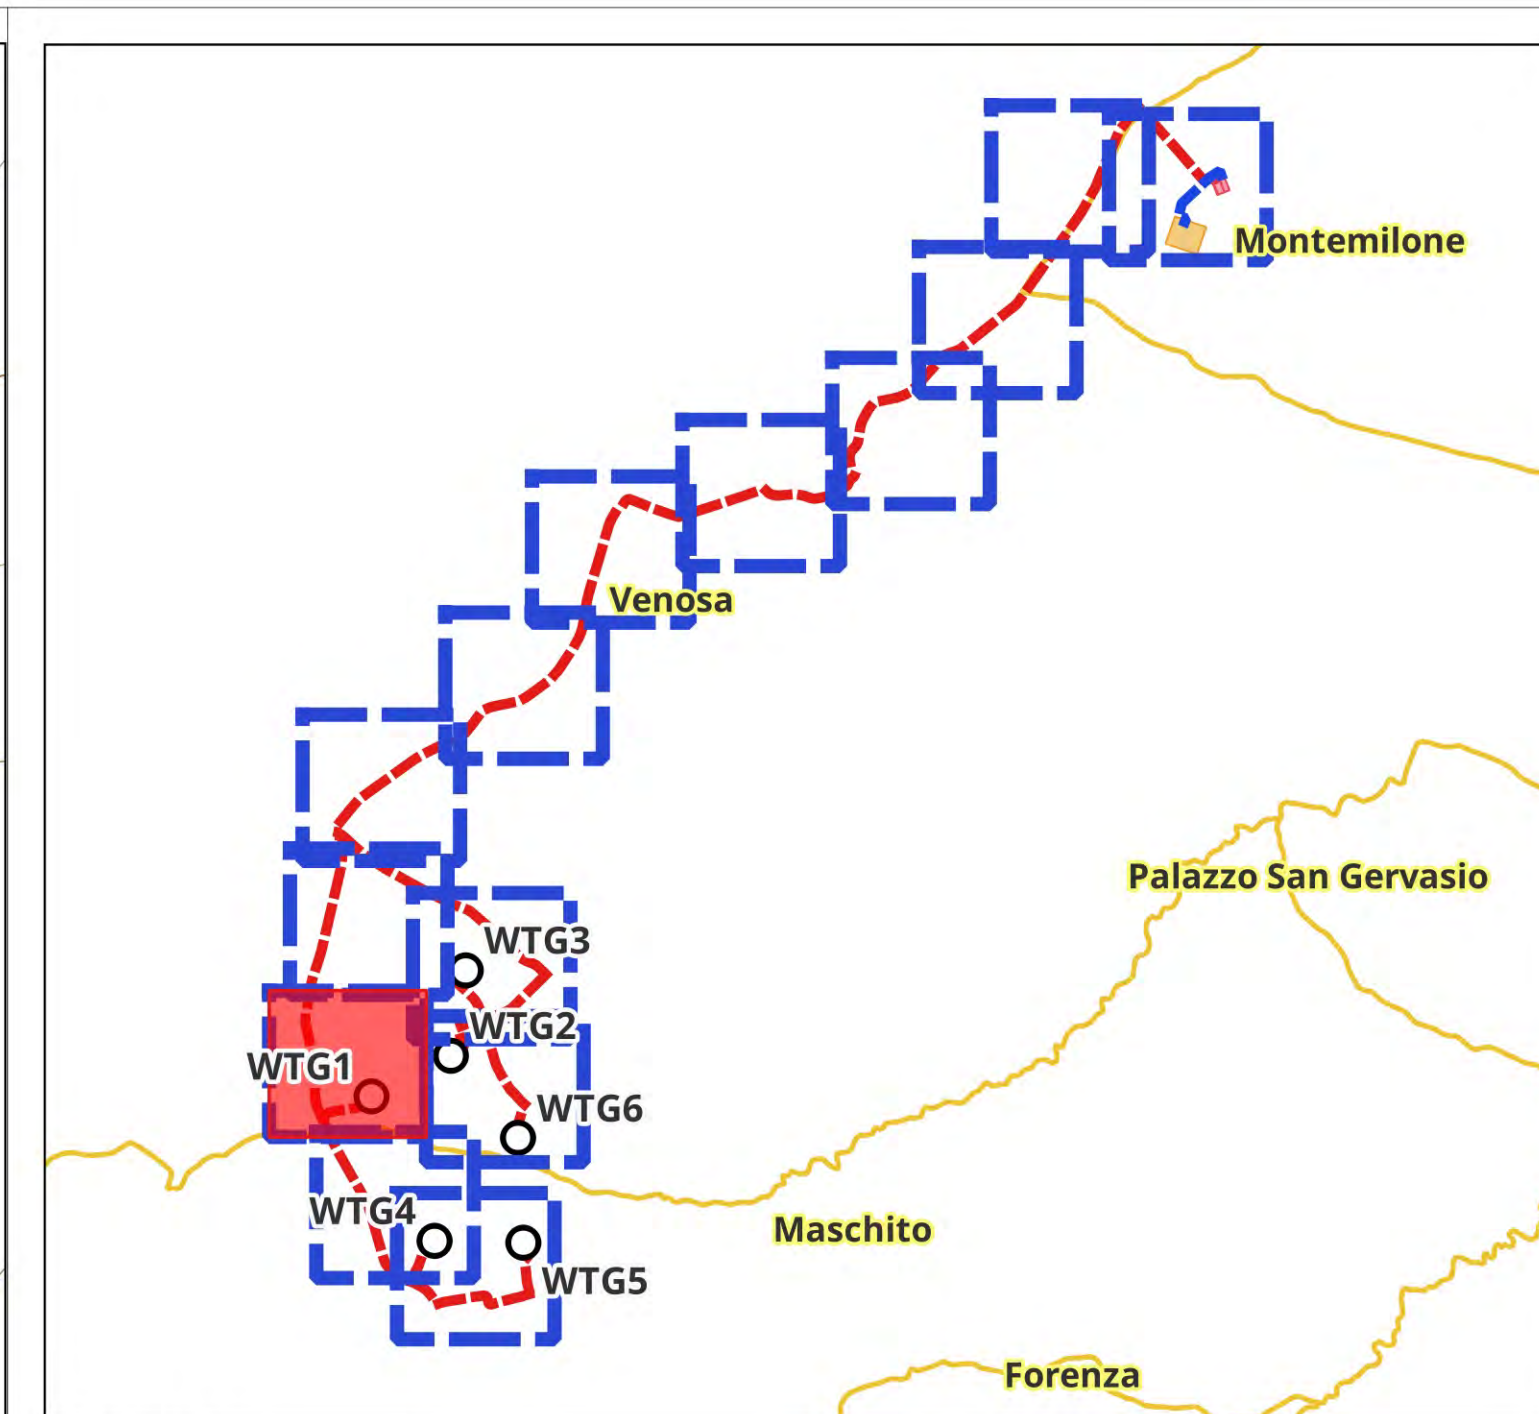 Montemilone
Venosa
Palazzo San Gervasio
WTG3
WTG2
WTG1
WTG6
WTG4
Maschito
WTG5
Forenza